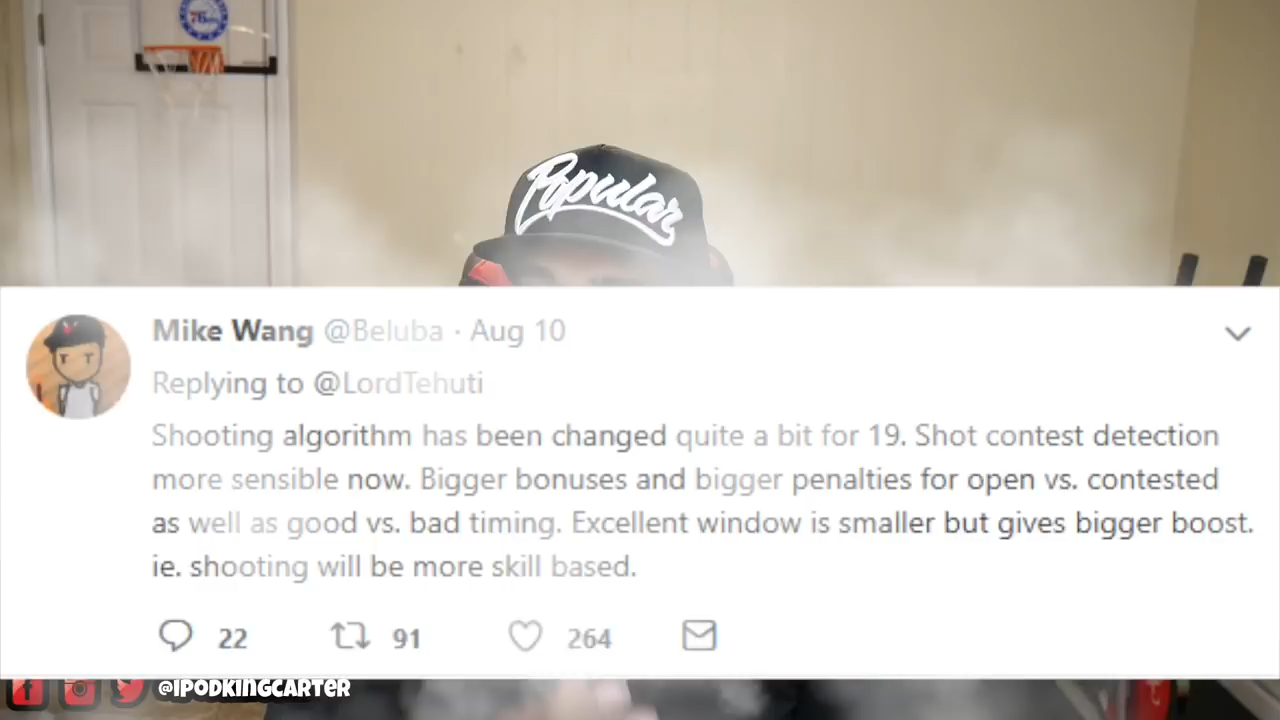 76ers
Popular
Mike Wang @Beluba · Aug 10
Replying to @LordTehuti
Shooting algorithm has been changed quite a bit for 19. Shot contest detection
more sensible now. Bigger bonuses and bigger penalties for open vs. contested
as well as good vs. bad timing. Excellent window is smaller but gives bigger boost.
ie. shooting will be more skill based.
22 91 264
@IPODKINGCARTER